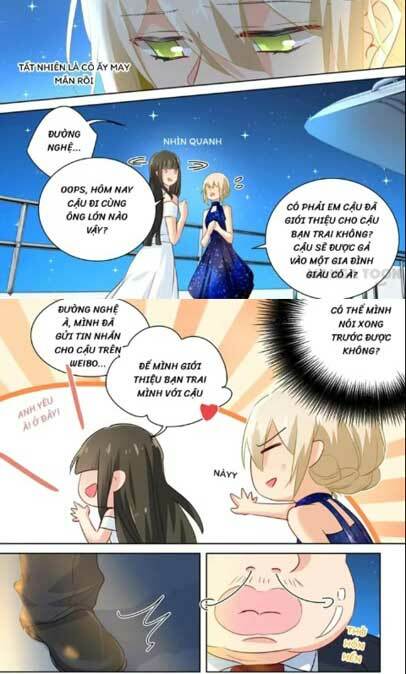 TẤT NHIÊN LÀ CÔ ẤY MAY
MẮN RỒI
ĐƯỜNG
NGHỆ...
NHÌN QUANH
OOPS, HÔM NAY
CẬU ĐI CÙNG
ÔNG LỚN NÀO
VẬY?
CÓ PHẢI EM CẬU ĐÃ
GIỚI THIỆU CHO CẬU
BẠN TRAI KHÔNG?
CẬU SẼ ĐƯỢC GẢ
VÀO MỘT GIA ĐÌNH
GIÀU CÓ À?
ĐƯỜNG NGHỆ
À, MÌNH ĐÃ
GỬI TIN NHẮN
CHO CẬU TRÊN
WEIBO...
ĐỂ MÌNH GIỚI
THIỆU BẠN TRAI
MÌNH VỚI CẬU
CÓ THỂ MÌNH
NÓI XONG
TRƯỚC ĐƯỢC
KHÔNG?
ANH YÊU
ÀI Ở ĐÂY!
NÀYY
THỞ
HỔN
HỂN